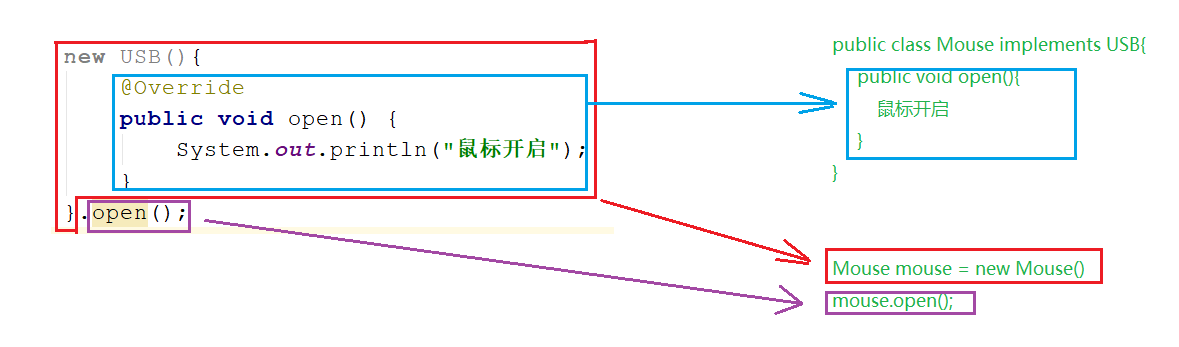 new USB(){
@Override
public void open() {
System.out.println("鼠标开启");
}
}.open();
public class Mouse implements USB{
public void open(){
鼠标开启
}
}
Mouse mouse = new Mouse()
mouse.open();